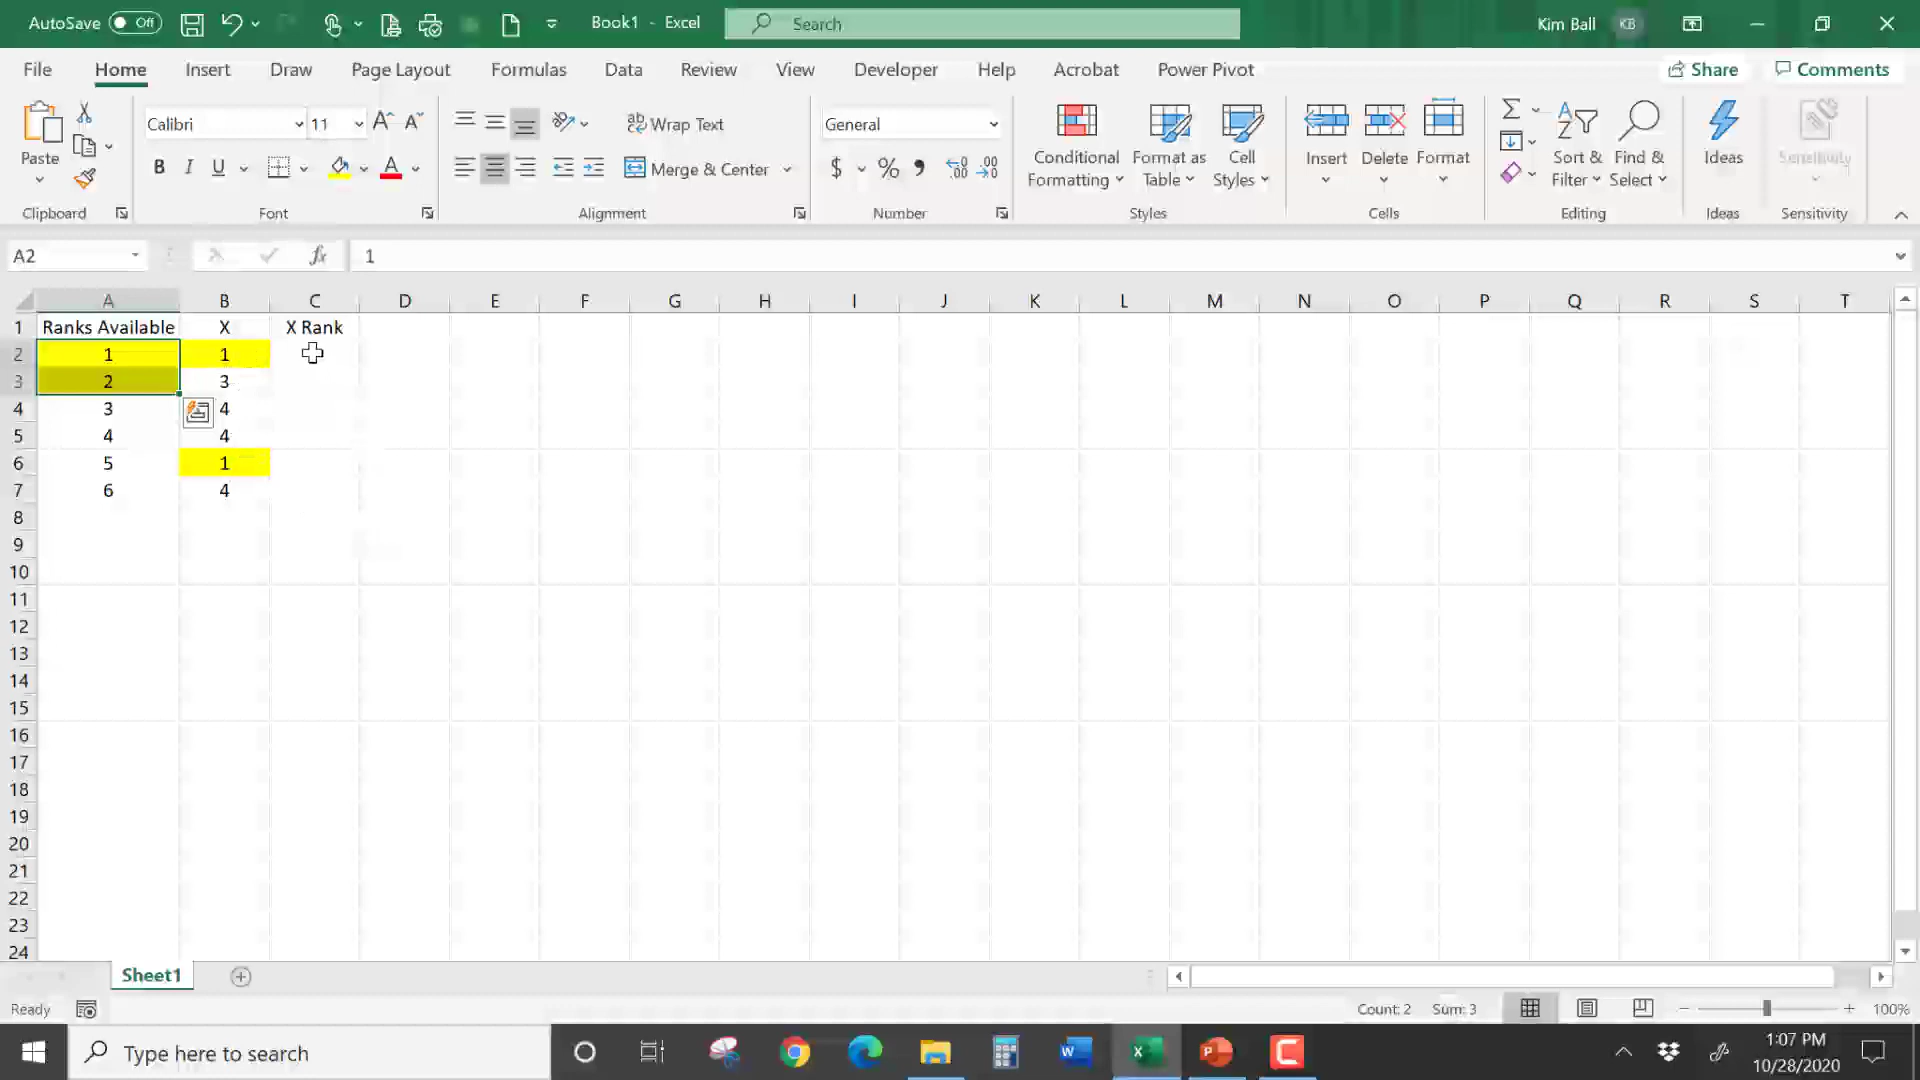 AutoSave Off Book1 - Excel Search Kim Ball KB
File Home Insert Draw Page Layout Formulas Data Review View Developer Help Acrobat Power Pivot Share Comments
Paste Calibri 11 Wrap Text General Conditional Formatting Format as Table Cell Styles Insert Delete Format Sort & Filter Find & Select Ideas Sensitivity
B I U A Merge & Center $ %
Clipboard Font Alignment Number Styles Cells Editing Ideas Sensitivity
A2 fx 1
A B C D E F G H I J K L M N O P Q R S T
1 Ranks Available X X Rank
2 1 1
3 2 3
4 3 4
5 4 4
6 5 1
7 6 4
8
9
10
11
12
13
14
15
16
17
18
19
20
21
22
23
24
Sheet1
Ready Count: 2 Sum: 3 100%
Type here to search 1:07 PM
10/28/2020